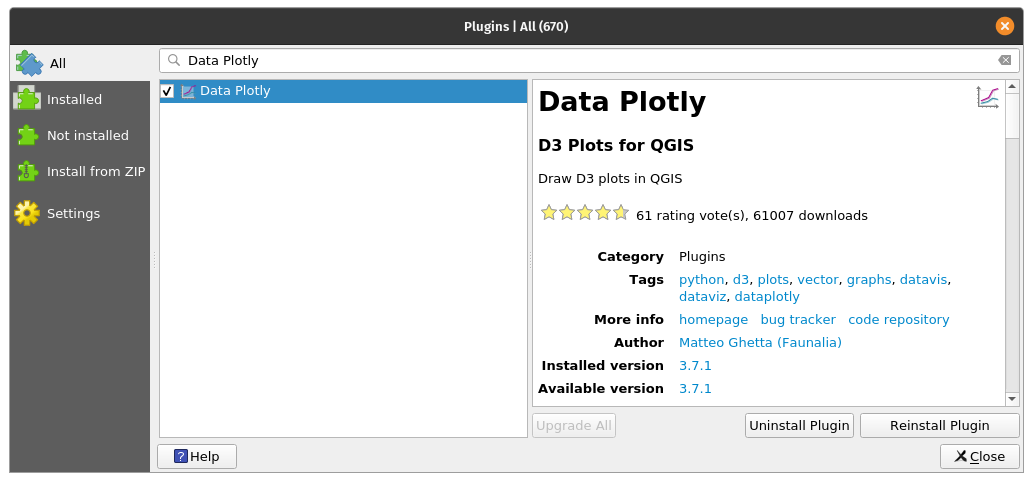 Plugins | All (670)
All
Installed
Not installed
Install from ZIP
Settings
Data Plotly
Data Plotly
Data Plotly
D3 Plots for QGIS
Draw D3 plots in QGIS
61 rating vote(s), 61007 downloads
Category Plugins
Tags python, d3, plots, vector, graphs, datavis,
dataviz, dataplotly
More info homepage bug tracker code repository
Author Matteo Ghetta (Faunalia)
Installed version 3.7.1
Available version 3.7.1
Upgrade All Uninstall Plugin Reinstall Plugin
? Help Close